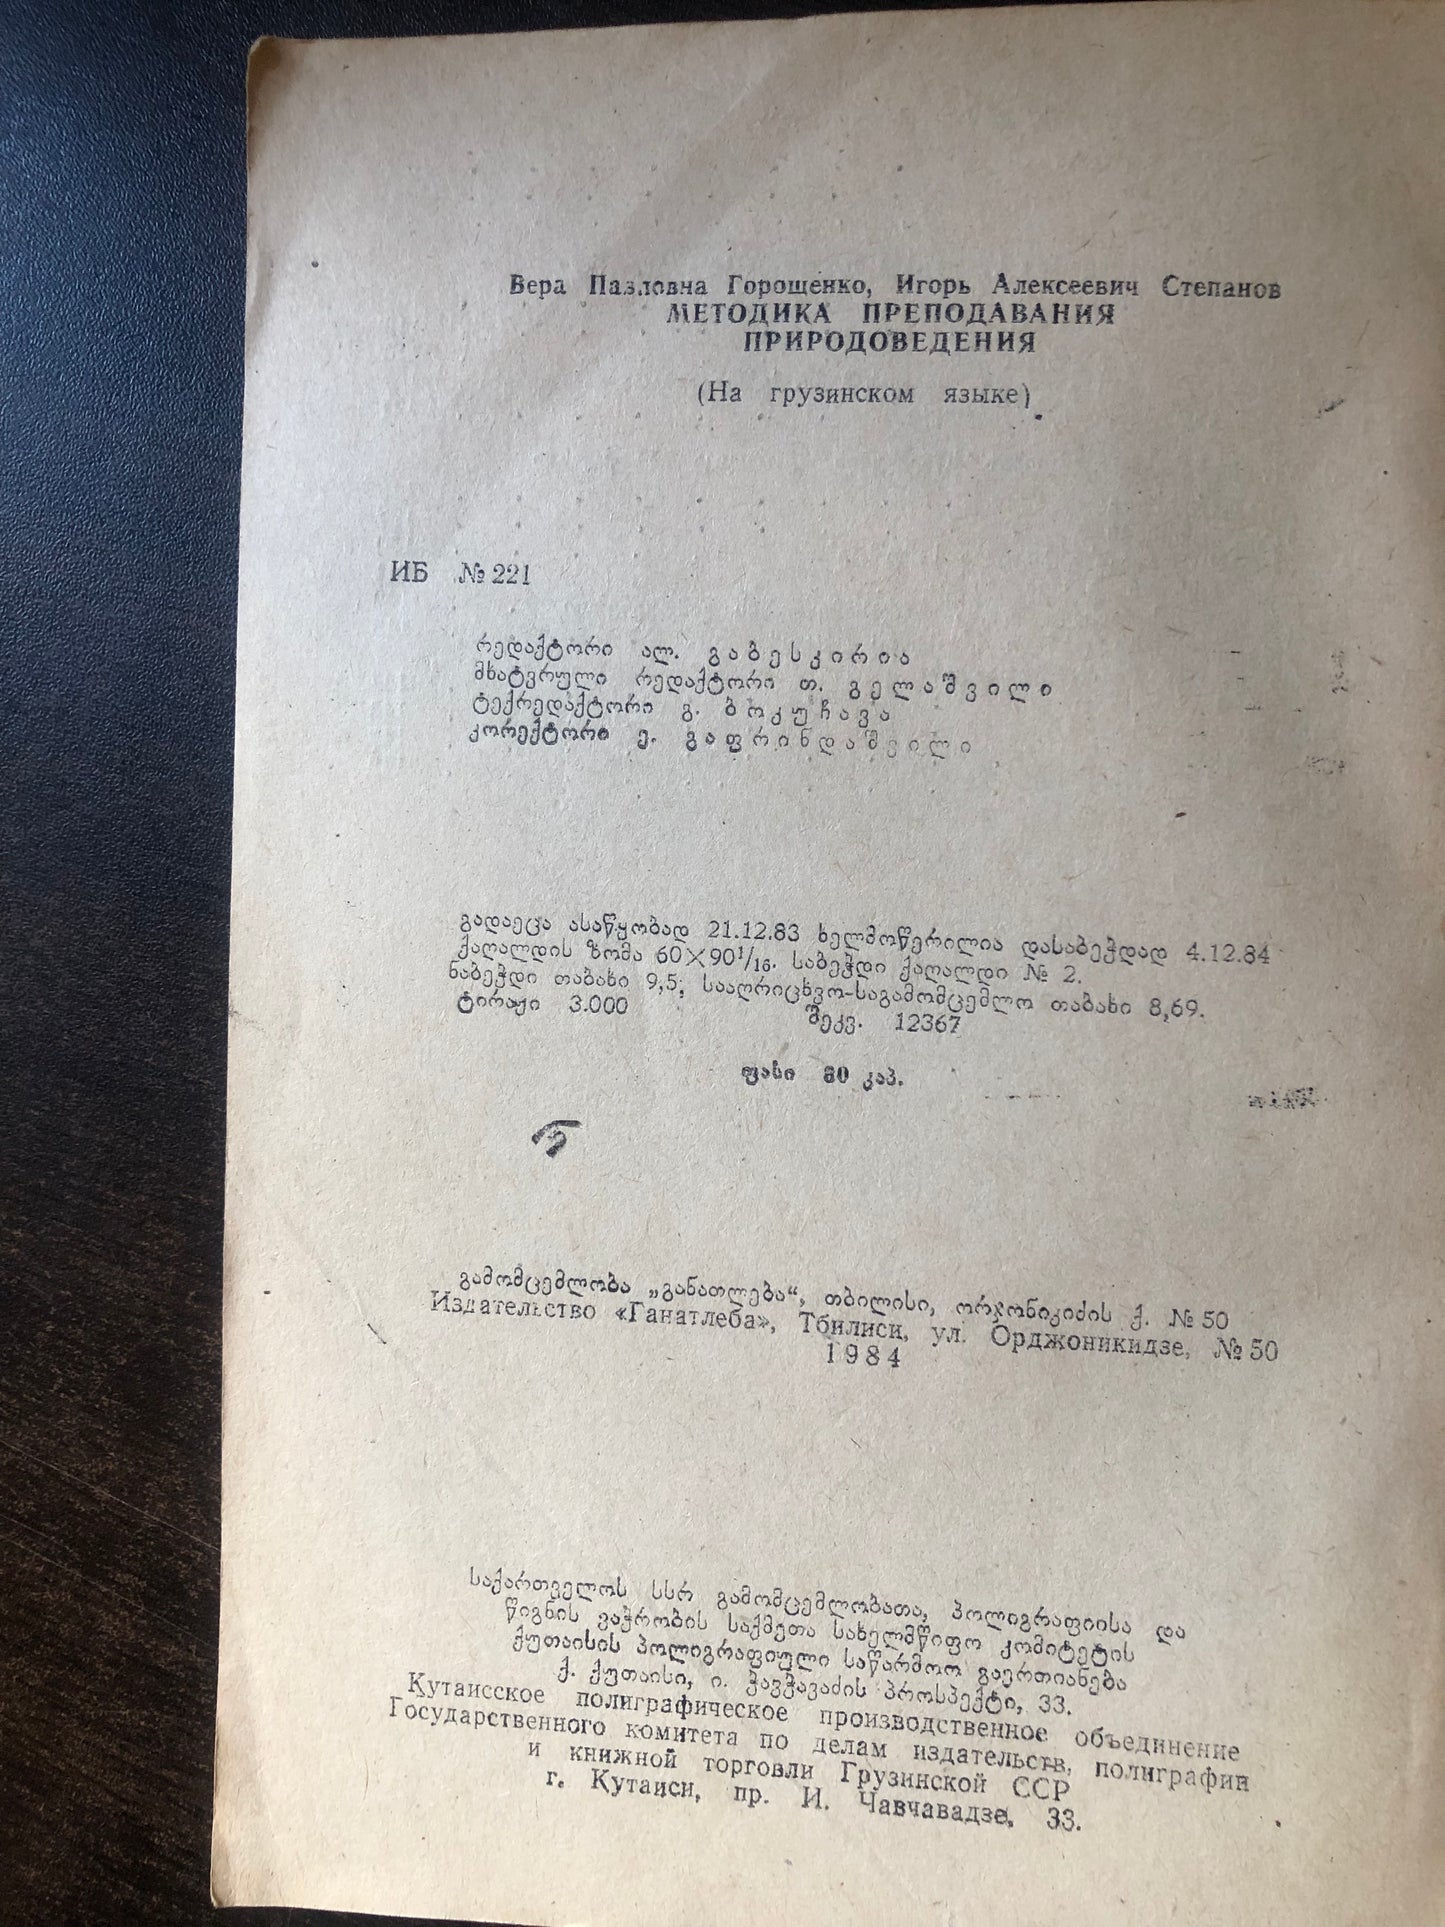 Вера Павловна Горощенко, Игорь Алексеевич Степанов
МЕТОДИКА ПРЕПОДАВАНИЯ
ПРИРОДОВЕДЕНИЯ
(На грузинском языке)
ИБ № 221
რედაქტორი ალ. გაბესკირია
მხატვრული რედაქტორი თ. გელაშვილი
ტექრედაქტორი გ. ბოკუჩავა
კორექტორი ე. გაფრინდაშვილი
გადაეცა ასაწყობად 21.12.83 ხელმოწერილია დასაბეჭდად 4.12.84
ქაღალდის ზომა 60×90¹/₁₆. საბეჭდი ქაღალდი № 2.
ნაბეჭდი თაბახი 9,5; სააღრიცხვო-საგამომცემლო თაბახი 8,69.
ტირაჟი 3.000 შეკვ. 12367
ფასი 30 კაპ.
გამომცემლობა „განათლება“, თბილისი, ორჯონიკიძის ქ. № 50
Издательство «Ганатлеба», Тбилиси, ул. Орджоникидзе, № 50
1984
საქართველოს სსრ გამომცემლობათა, პოლიგრაფიისა და
წიგნის ვაჭრობის საქმეთა სახელმწიფო კომიტეტის
ქუთაისის პოლიგრაფიული საწარმოო გაერთიანება
ქ. ქუთაისი, ი. ჭავჭავაძის პროსპექტი, 33.
Кутаисское полиграфическое производственное объединение
Государственного комитета по делам издательств, полиграфии
и книжной торговли Грузинской ССР
г. Кутаиси, пр. И. Чавчавадзе, 33.